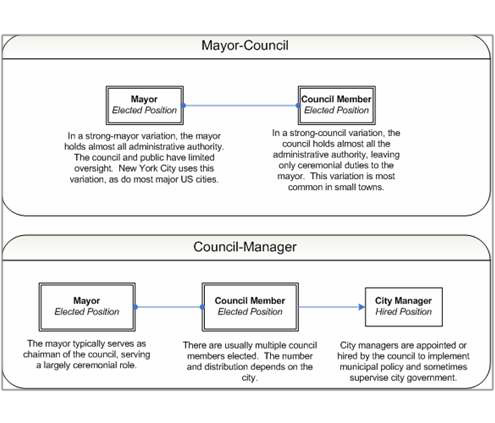 Mayor-Council
Mayor
Elected Position
Council Member
Elected Position
In a strong-mayor variation, the mayor
holds almost all administrative authority.
The council and public have limited
oversight. New York City uses this
variation, as do most major US cities.
In a strong-council variation, the
council holds almost all the
administrative authority, leaving
only ceremonial duties to the
mayor. This variation is most
common in small towns.
Council-Manager
Mayor
Elected Position
Council Member
Elected Position
City Manager
Hired Position
The mayor typically serves as
chairman of the council, serving
a largely ceremonial role.
There are usually multiple council
members elected. The number
and distribution depends on the
city.
City managers are appointed or
hired by the council to implement
municipal policy and sometimes
supervise city government.